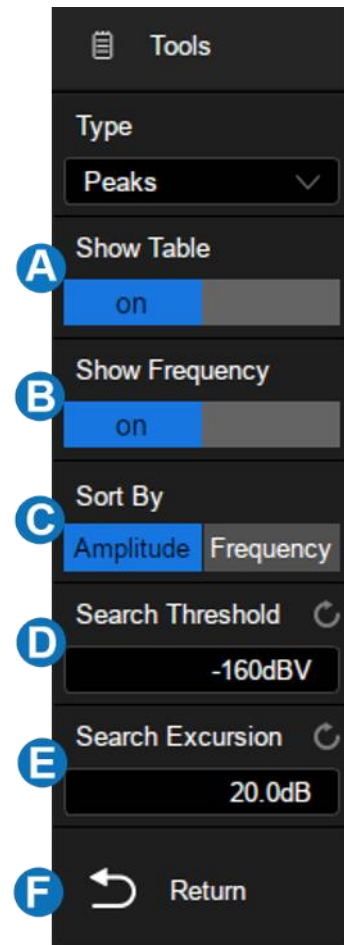 Tools
Type
Peaks
A Show Table
on
B Show Frequency
on
C Sort By
Amplitude Frequency
D Search Threshold
-160dBV
E Search Excursion
20.0dB
F Return